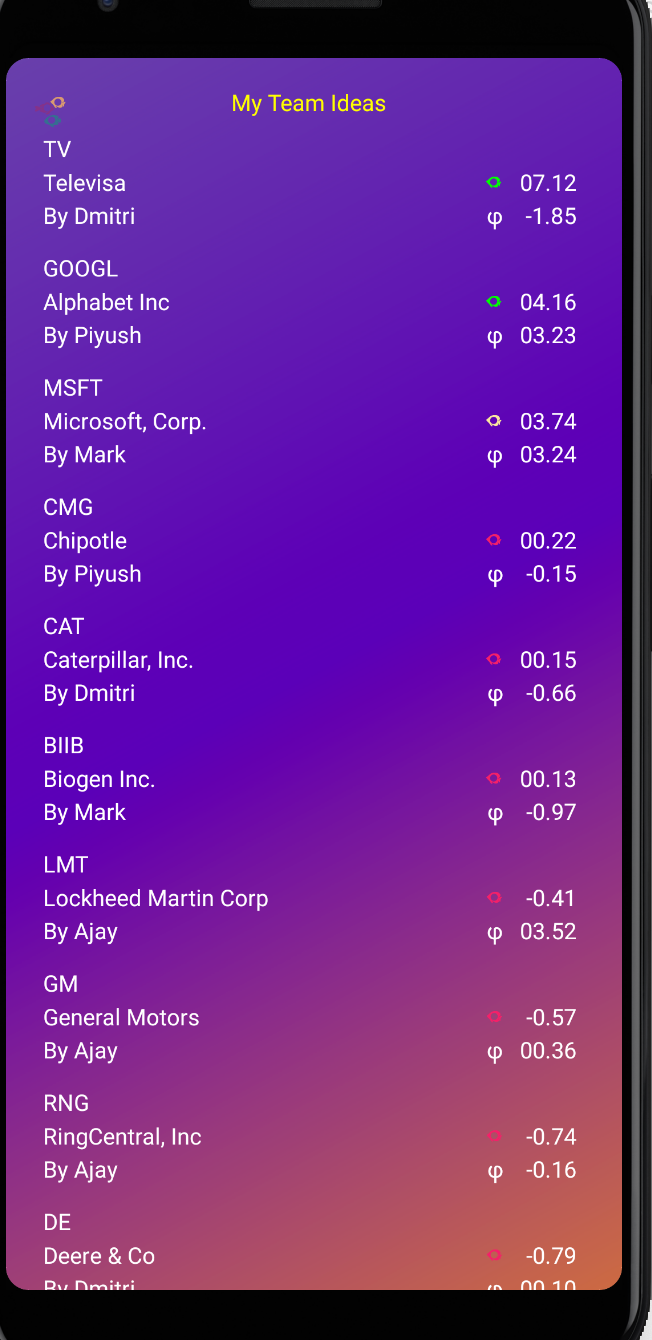 My Team Ideas
TV
Televisa 07.12
By Dmitri φ -1.85
GOOGL
Alphabet Inc 04.16
By Piyush φ 03.23
MSFT
Microsoft, Corp. 03.74
By Mark φ 03.24
CMG
Chipotle 00.22
By Piyush φ -0.15
CAT
Caterpillar, Inc. 00.15
By Dmitri φ -0.66
BIIB
Biogen Inc. 00.13
By Mark φ -0.97
LMT
Lockheed Martin Corp -0.41
By Ajay φ 03.52
GM
General Motors -0.57
By Ajay φ 00.36
RNG
RingCentral, Inc -0.74
By Ajay φ -0.16
DE
Deere & Co -0.79
By Dmitri φ 00.10